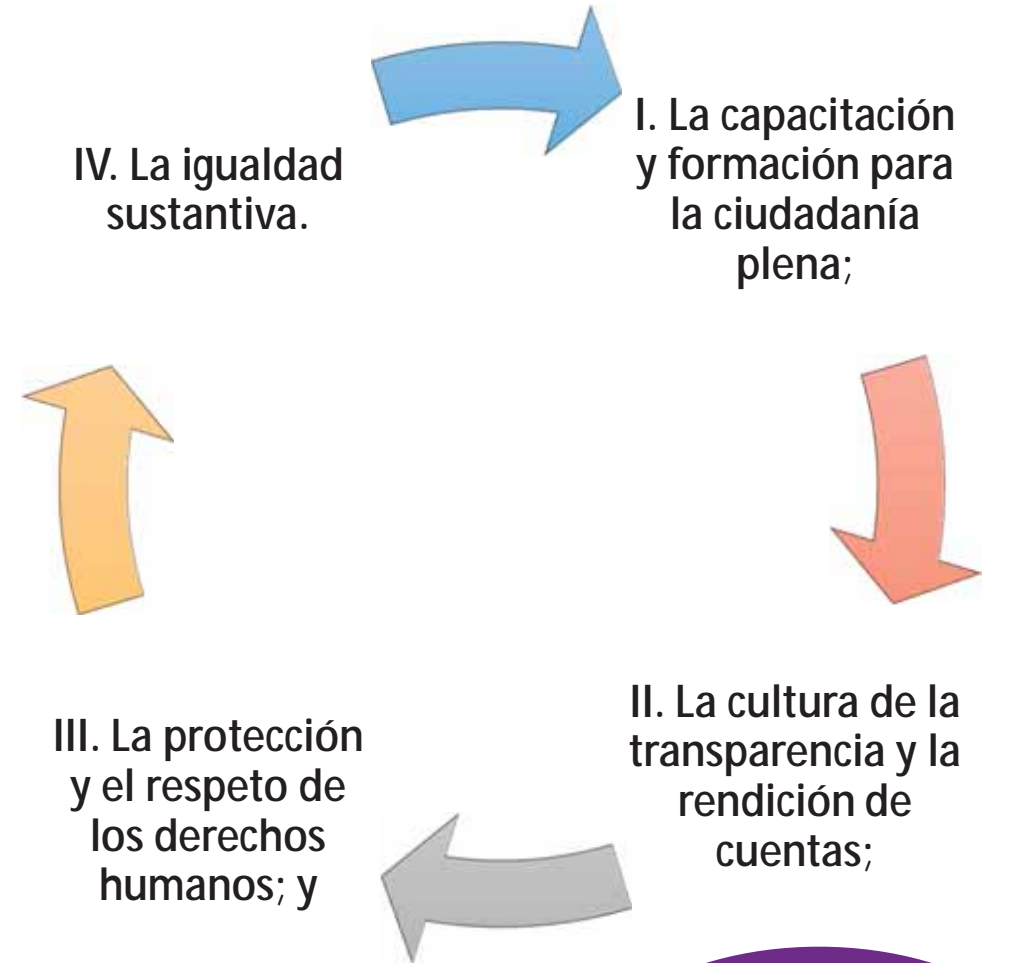 I. La capacitación
y formación para
la ciudadanía
plena;
II. La cultura de la
transparencia y la
rendición de
cuentas;
III. La protección
y el respeto de
los derechos
humanos; y
IV. La igualdad
sustantiva.